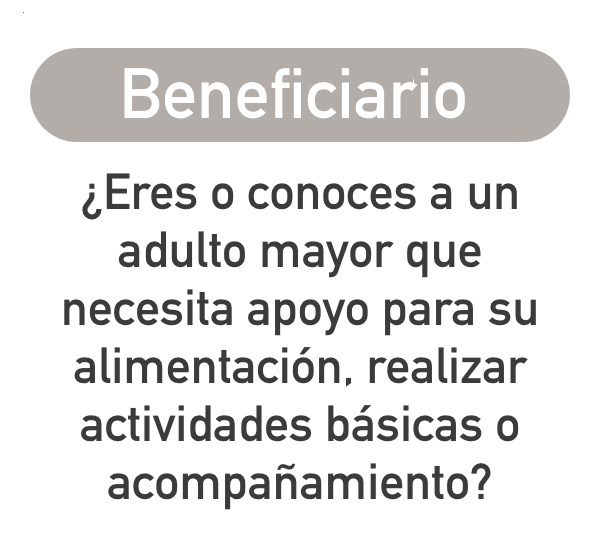 Beneficiario
¿Eres o conoces a un
adulto mayor que
necesita apoyo para su
alimentación, realizar
actividades básicas o
acompañamiento?